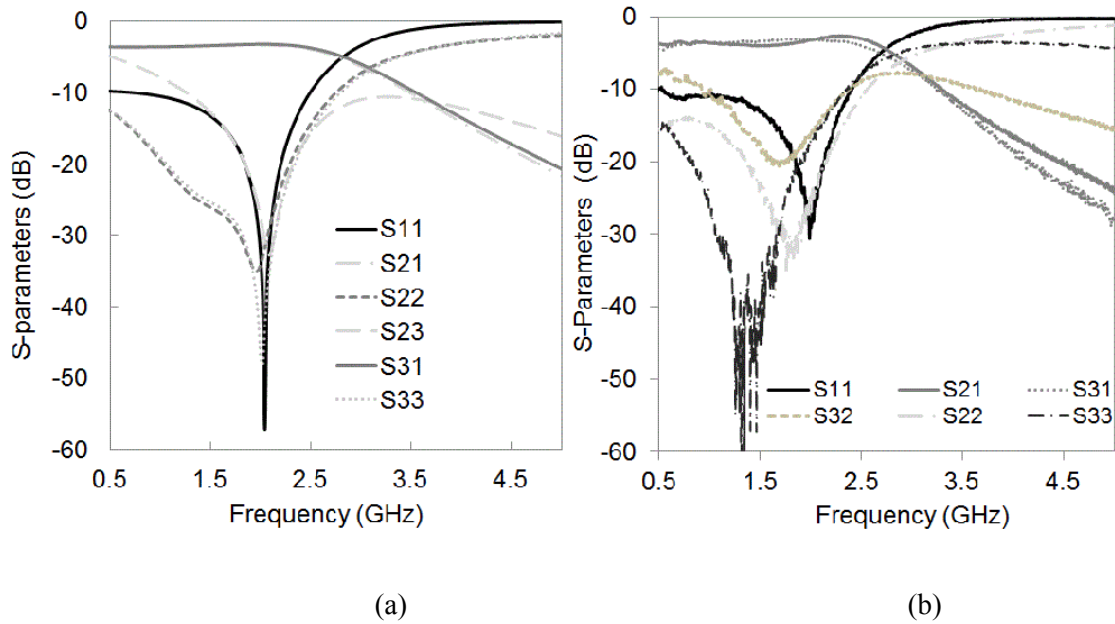 0
-10
-20
-30
-40
-50
-60
S-parameters (dB)
S11
S21
S22
S23
S31
S33
0.5 1.5 2.5 3.5 4.5
Frequency (GHz)
(a)
0
-10
-20
-30
-40
-50
-60
S-Parameters (dB)
S11 S21 S31
S32 S22 S33
0.5 1.5 2.5 3.5 4.5
Frequency (GHz)
(b)